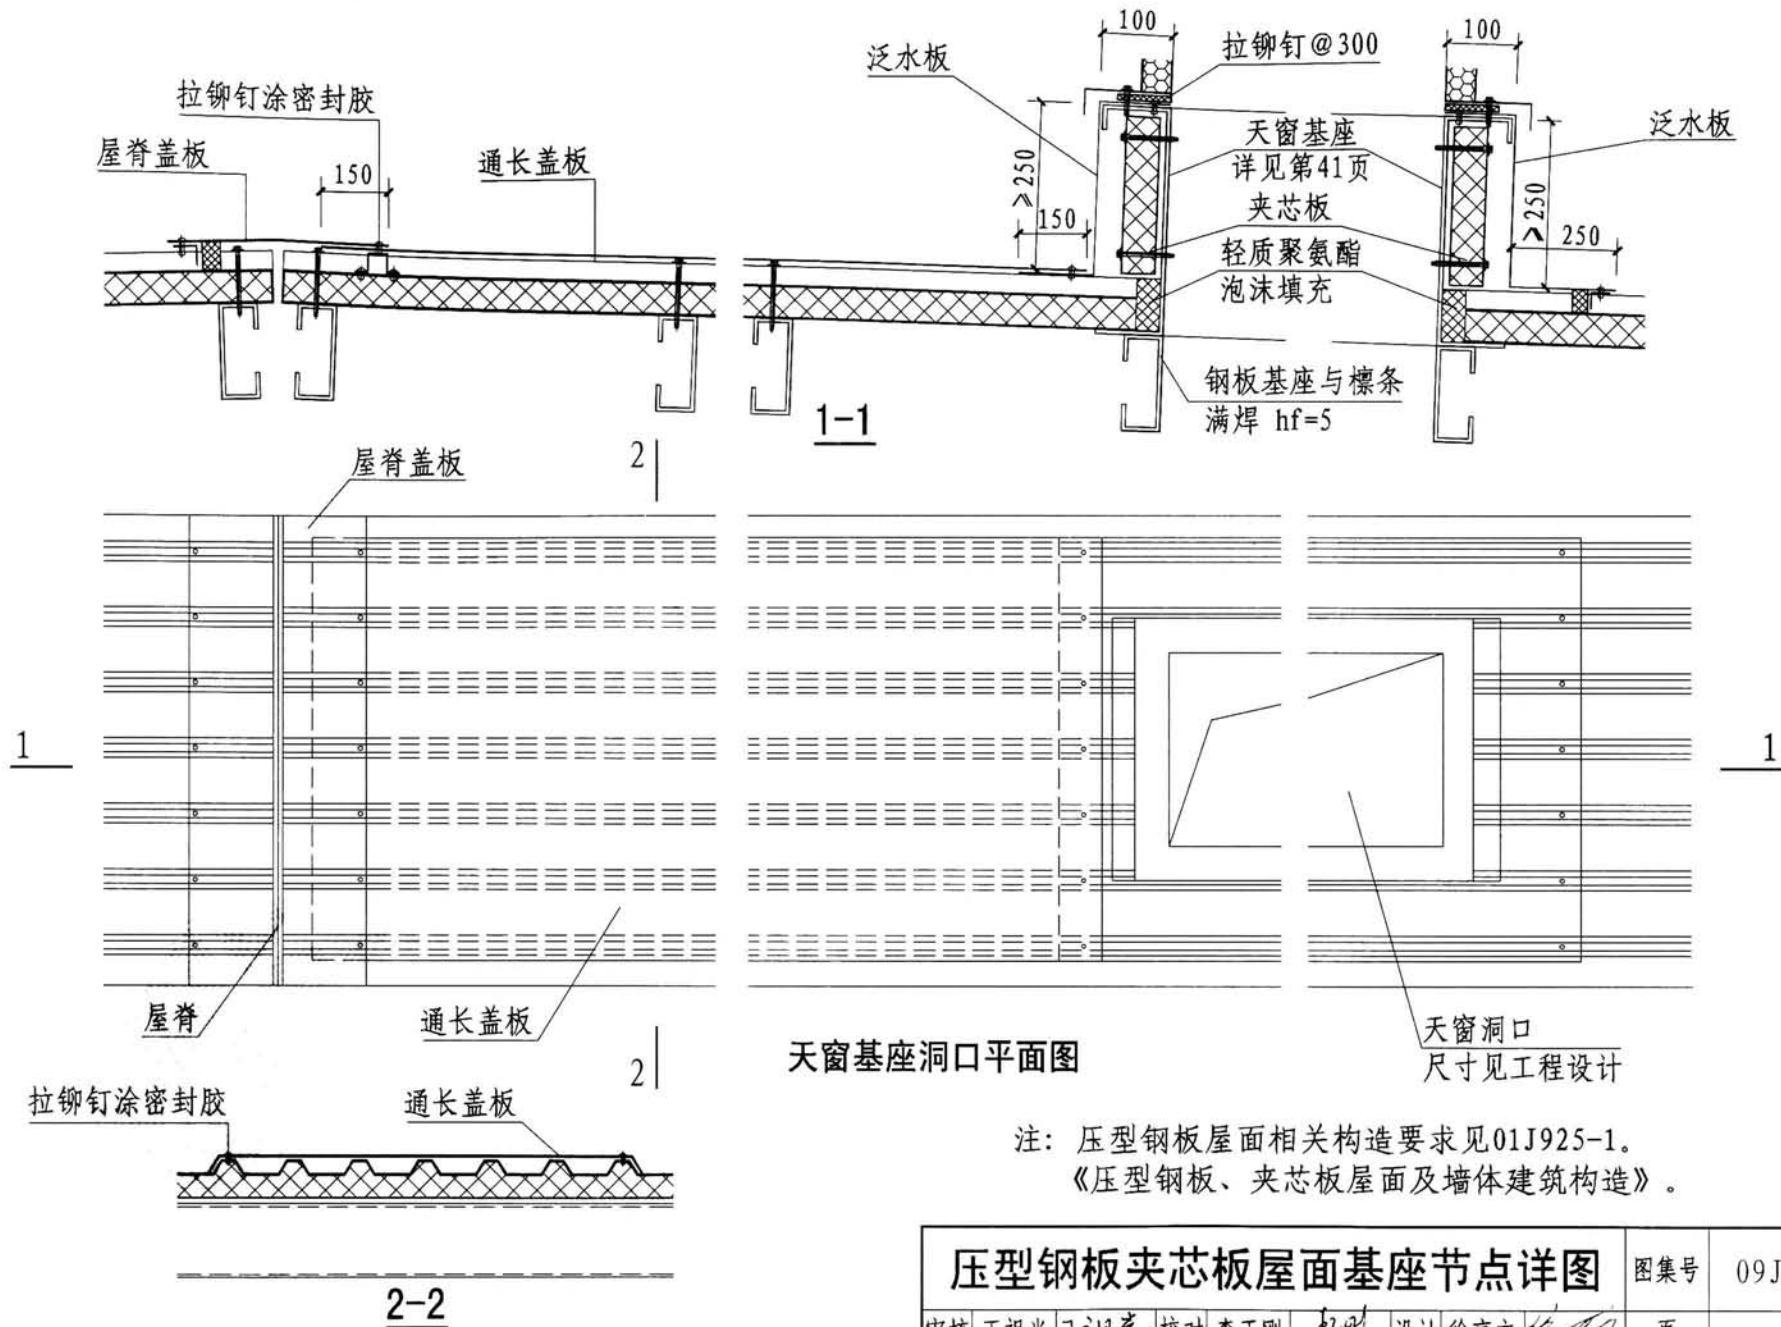 100
拉铆钉@300
100
泛水板
拉铆钉涂密封胶
屋脊盖板
150
通长盖板
≥250
150
天窗基座
详见第41页
夹芯板
轻质聚氨酯
泡沫填充
泛水板
≥250
250
钢板基座与檩条
满焊 hf=5
1-1
2
屋脊盖板
1
1
屋脊
通长盖板
2
天窗基座洞口平面图
天窗洞口
尺寸见工程设计
拉铆钉涂密封胶
通长盖板
2-2
注: 压型钢板屋面相关构造要求见01J925-1。
《压型钢板、夹芯板屋面及墙体建筑构造》。
压型钢板夹芯板屋面基座节点详图
图集号
09J